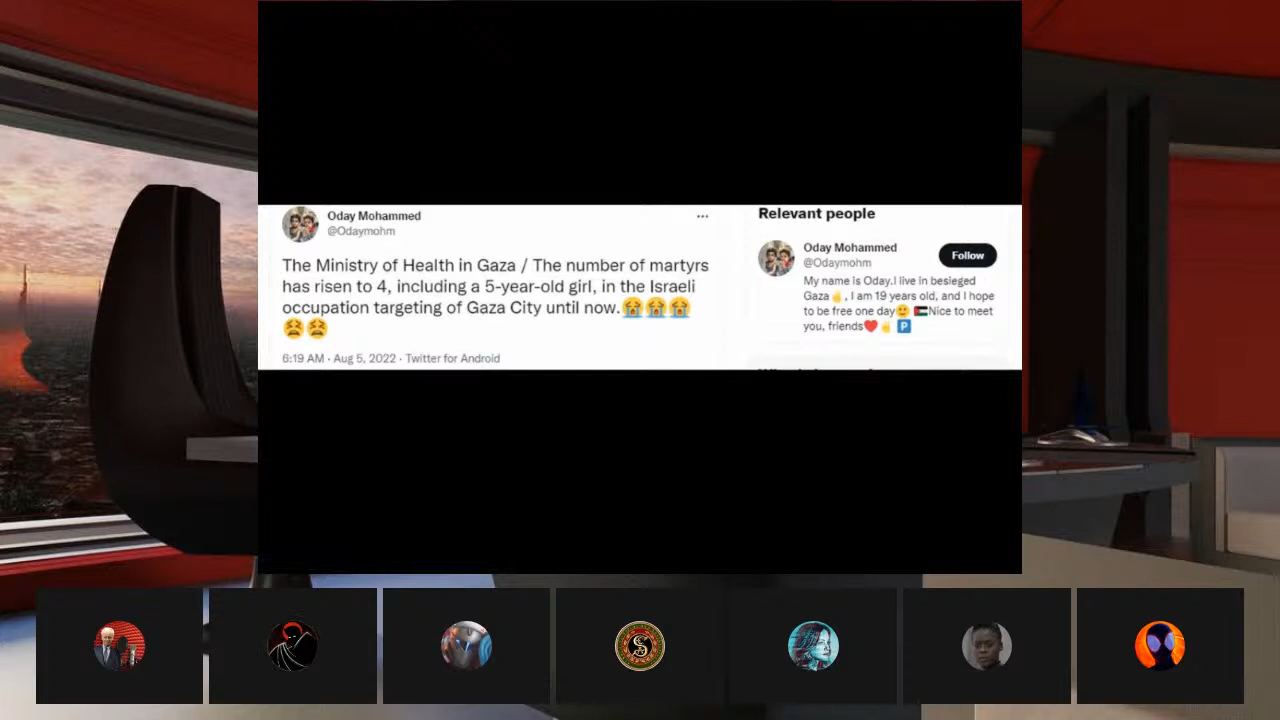 Oday Mohammed
@Odaymohm
The Ministry of Health in Gaza / The number of martyrs
has risen to 4, including a 5-year-old girl, in the Israeli
occupation targeting of Gaza City until now.😭😭😭
😫😫
6:19 AM · Aug 5, 2022 · Twitter for Android
Relevant people
Oday Mohammed
@Odaymohm
Follow
My name is Oday.I live in besieged
Gaza✌, I am 19 years old, and I hope
to be free one day🙂 🇵🇸Nice to meet
you, friends❤✌ 🅿